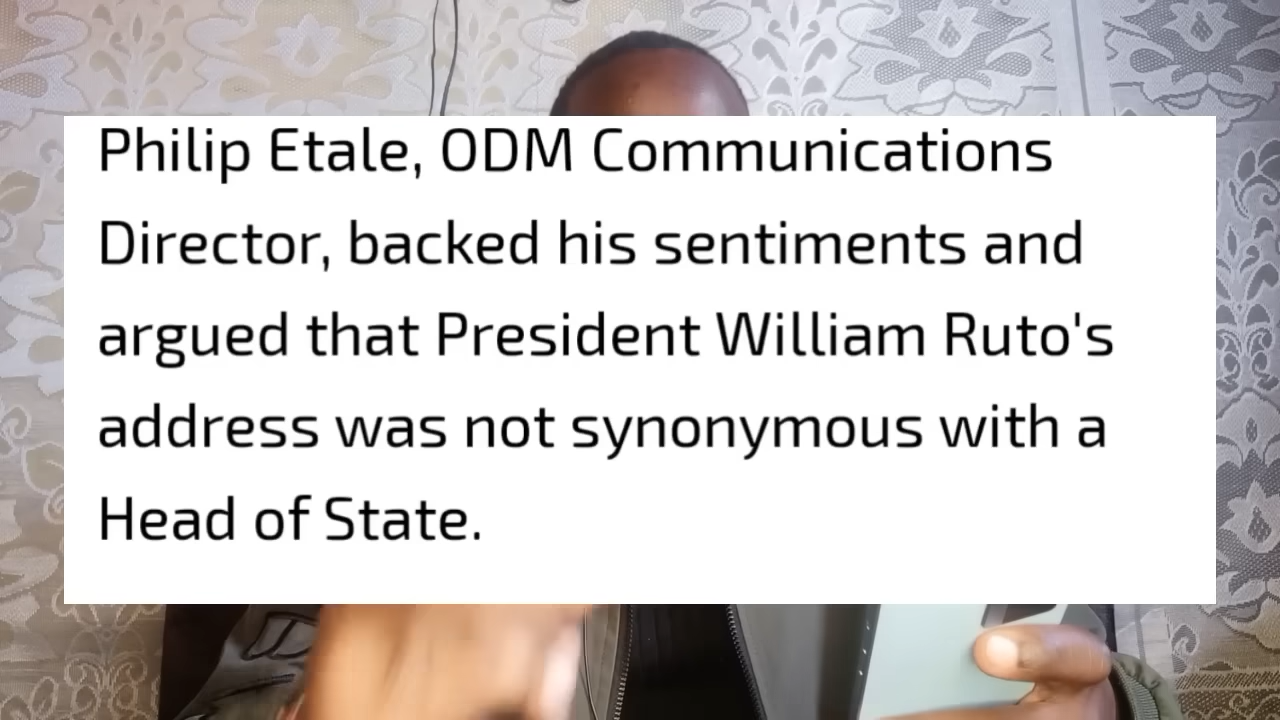 Philip Etale, ODM Communications
Director, backed his sentiments and
argued that President William Ruto's
address was not synonymous with a
Head of State.